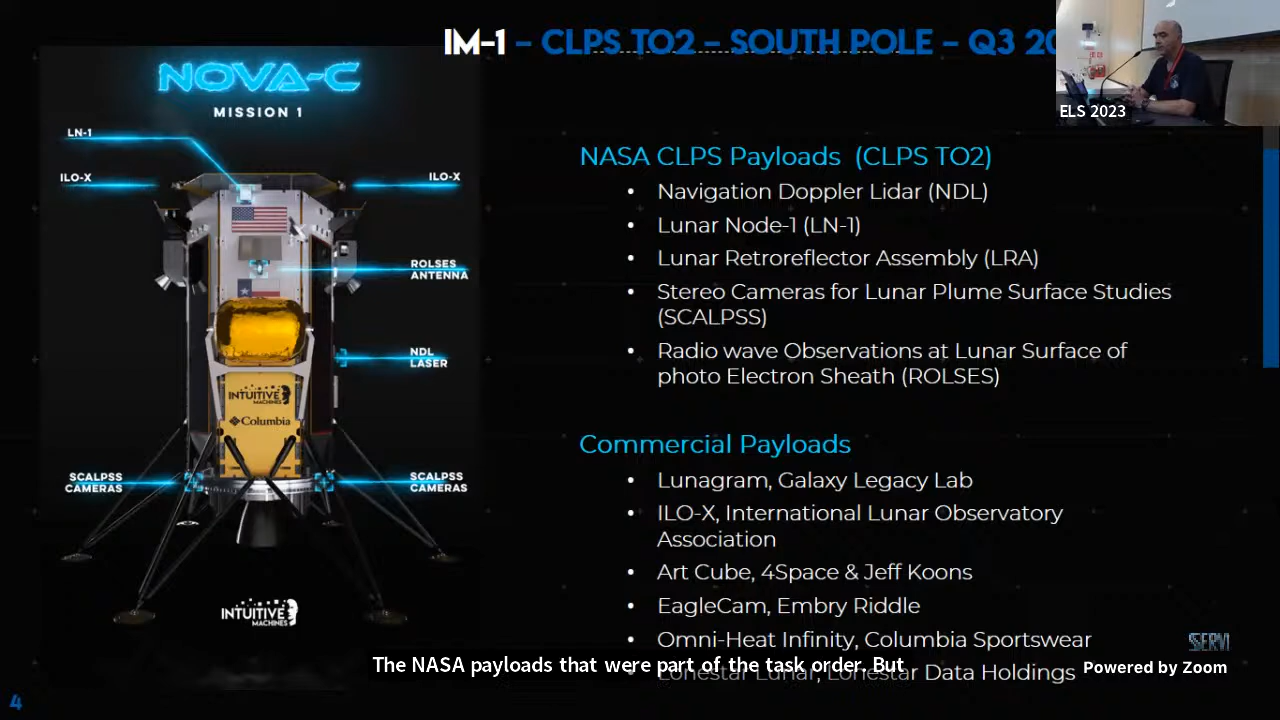 IM-1 – CLPS TO2 – SOUTH POLE – Q3 20
ELS 2023
NOVA-C
MISSION 1
LN-1
ILO-X
ILO-X
ROLSES
ANTENNA
NDL
LASER
INTUITIVE
MACHINES
Columbia
SCALPSS
CAMERAS
SCALPSS
CAMERAS
INTUITIVE
MACHINES
NASA CLPS Payloads (CLPS TO2)
• Navigation Doppler Lidar (NDL)
• Lunar Node-1 (LN-1)
• Lunar Retroreflector Assembly (LRA)
• Stereo Cameras for Lunar Plume Surface Studies
(SCALPSS)
• Radio wave Observations at Lunar Surface of
photo Electron Sheath (ROLSES)
Commercial Payloads
• Lunagram, Galaxy Legacy Lab
• ILO-X, International Lunar Observatory
Association
• Art Cube, 4Space & Jeff Koons
• EagleCam, Embry Riddle
• Omni-Heat Infinity, Columbia Sportswear
• Lonestar Lunar, Lonestar Data Holdings
The NASA payloads that were part of the task order. But
SERVI
Powered by Zoom
4